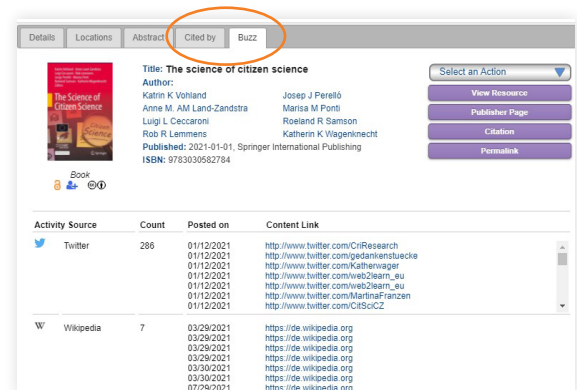 Details Locations Abstract Cited by Buzz
Title: The science of citizen science
Author:
Katrin K Vohland Josep J Perelló
Anne M. AM Land-Zandstra Marisa M Ponti
Luigi L Ceccaroni Roeland R Samson
Rob R Lemmens Katherin K Wagenknecht
Published: 2021-01-01, Springer International Publishing
ISBN: 9783030582784
The Science of
Citizen Science
Book
Select an Action
View Resource
Publisher Page
Citation
Permalink
Activity Source Count Posted on Content Link
Twitter 286 01/12/2021 http://www.twitter.com/CriResearch
01/12/2021 http://www.twitter.com/gedankenstuecke
01/12/2021 http://www.twitter.com/Katherwager
01/12/2021 http://www.twitter.com/web2learn_eu
01/12/2021 http://www.twitter.com/web2learn_eu
01/12/2021 http://www.twitter.com/MartinaFranzen
01/12/2021 http://www.twitter.com/CitSciCZ
W Wikipedia 7 03/29/2021 https://de.wikipedia.org
03/29/2021 https://de.wikipedia.org
03/29/2021 https://de.wikipedia.org
03/29/2021 https://de.wikipedia.org
03/30/2021 https://de.wikipedia.org
03/30/2021 https://de.wikipedia.org
07/29/2021 https://de.wikipedia.org